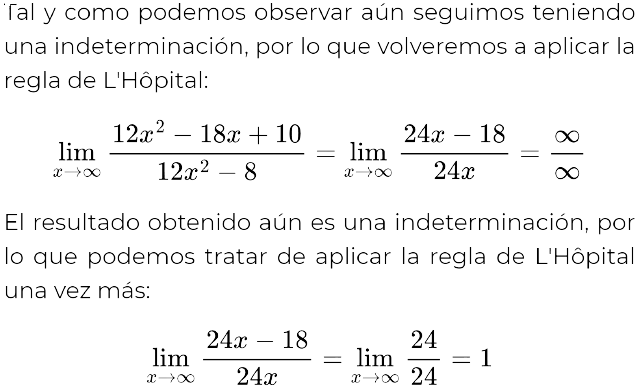 Tal y como podemos observar aún seguimos teniendo
una indeterminación, por lo que volveremos a aplicar la
regla de L'Hôpital:
lim x→∞ (12x² − 18x + 10)/(12x² − 8) = lim x→∞ (24x − 18)/(24x) = ∞/∞
El resultado obtenido aún es una indeterminación, por
lo que podemos tratar de aplicar la regla de L'Hôpital
una vez más:
lim x→∞ (24x − 18)/(24x) = lim x→∞ 24/24 = 1